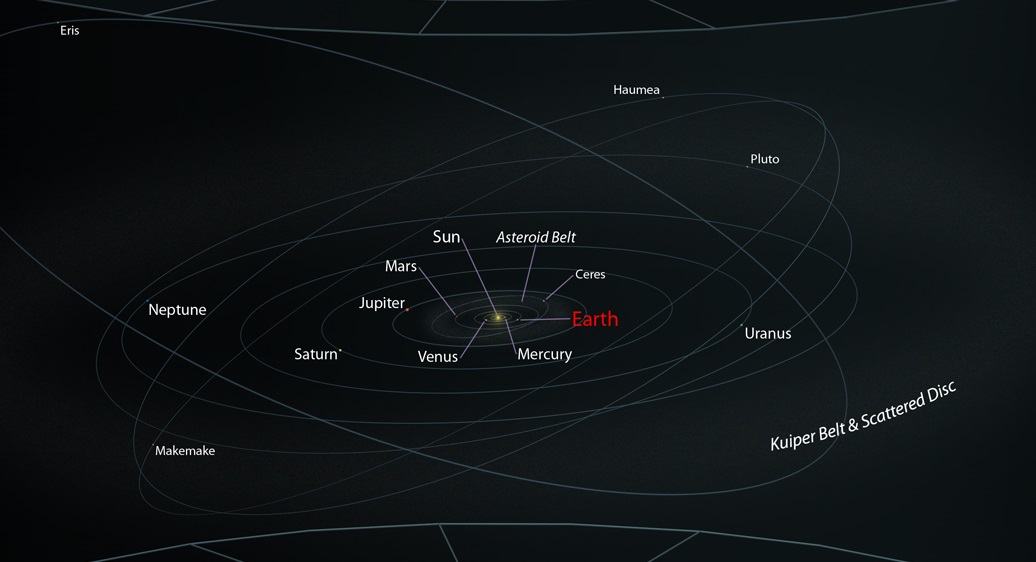 Eris
Haumea
Pluto
Sun
Asteroid Belt
Mars
Ceres
Jupiter
Neptune
Earth
Uranus
Saturn
Venus
Mercury
Kuiper Belt & Scattered Disc
Makemake